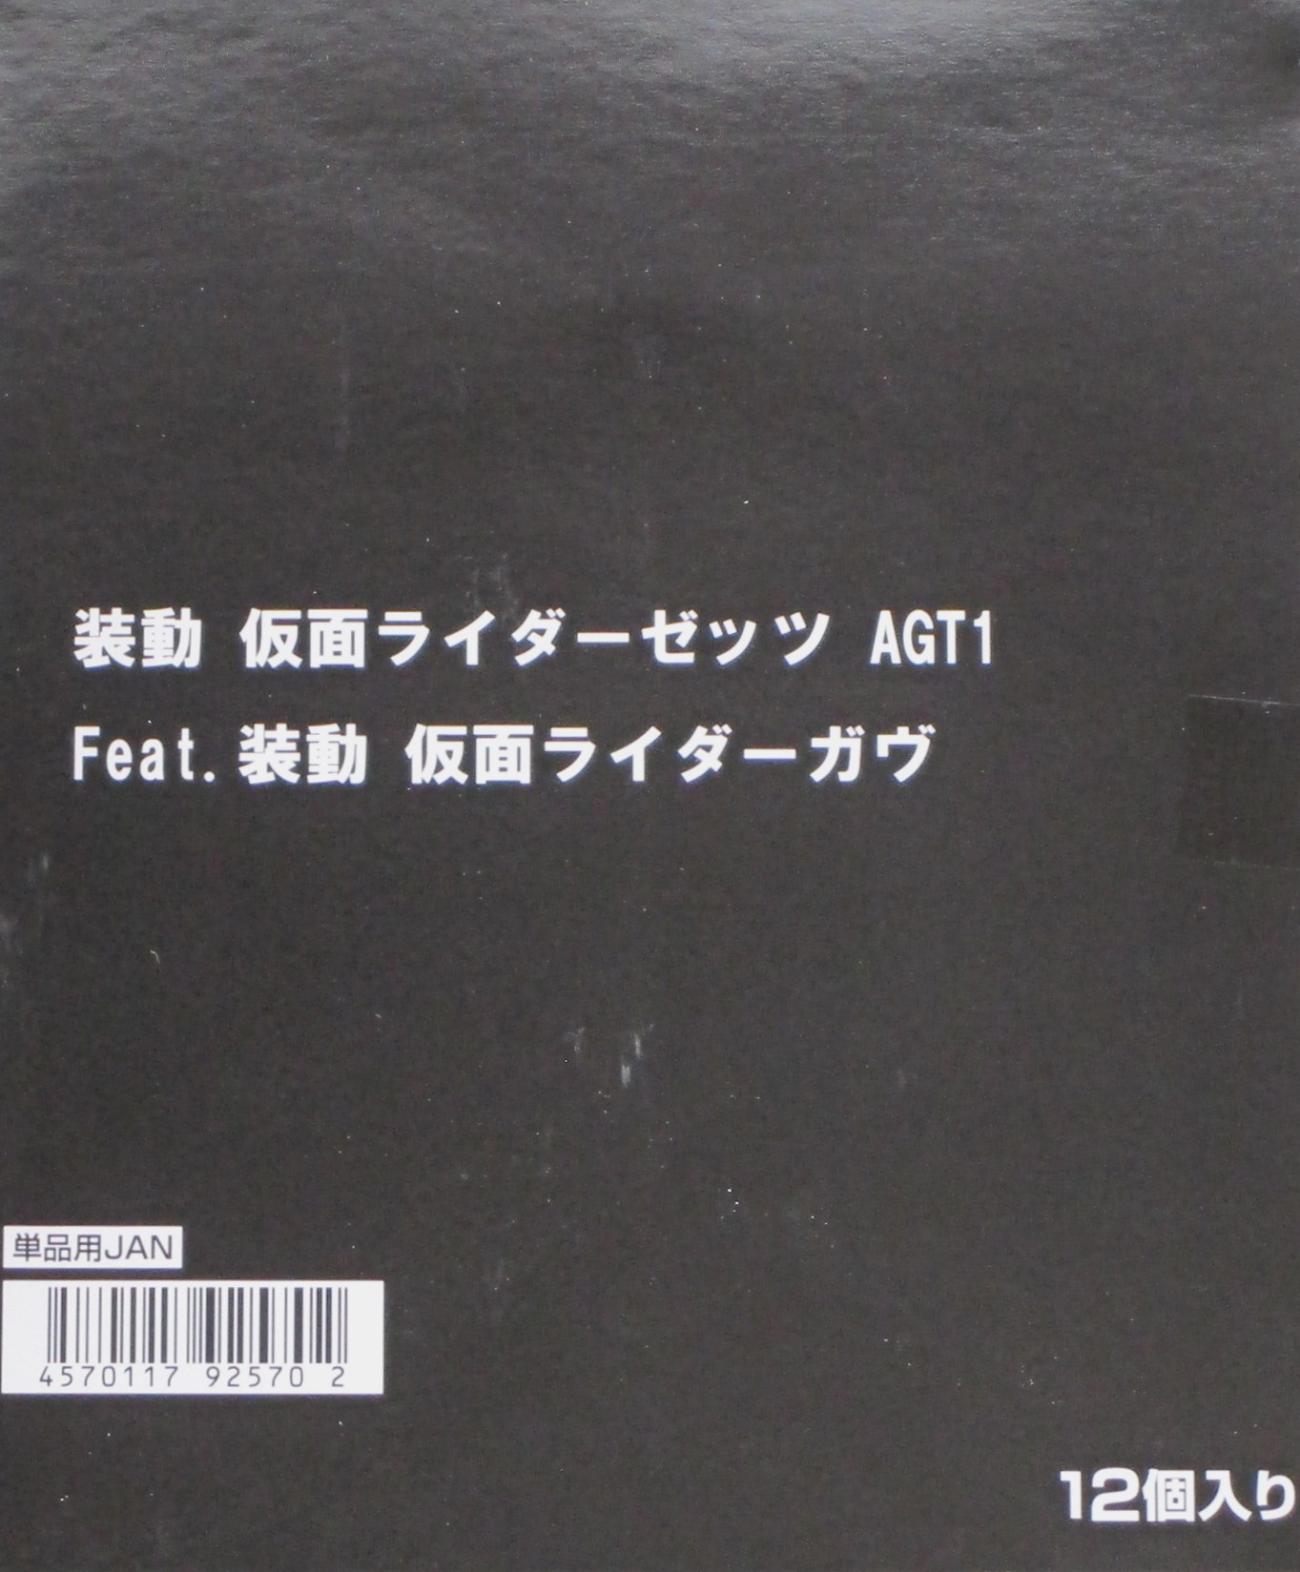 装動 仮面ライダーゼッツ AGT1
Feat.装動 仮面ライダーガヴ
単品用JAN
4570117 92570 2
12個入り